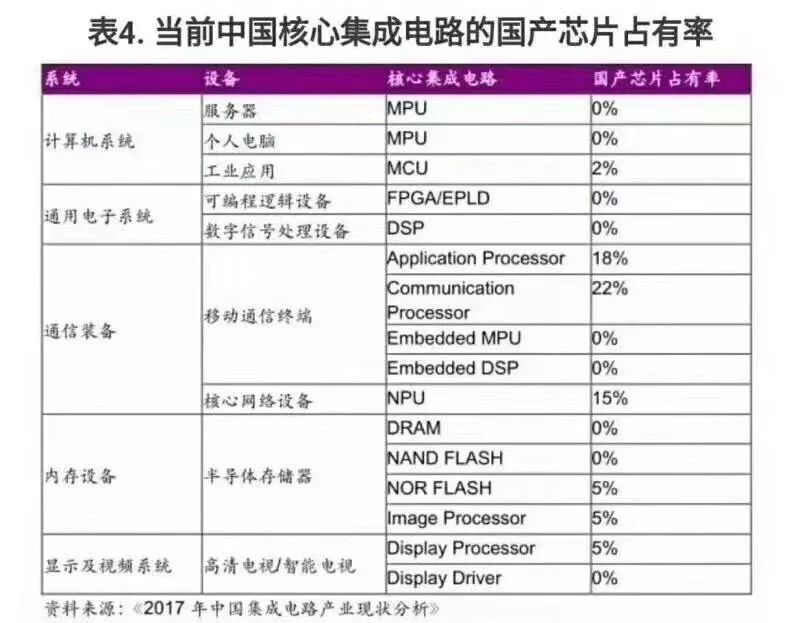 表4. 当前中国核心集成电路的国产芯片占有率
系统 设备 核心集成电路 国产芯片占有率
计算机系统 服务器 MPU 0%
个人电脑 MPU 0%
工业应用 MCU 2%
通用电子系统 可编程逻辑设备 FPGA/EPLD 0%
数字信号处理设备 DSP 0%
通信装备 移动通信终端 Application Processor 18%
Communication 22%
Processor
Embedded MPU 0%
Embedded DSP 0%
核心网络设备 NPU 15%
内存设备 半导体存储器 DRAM 0%
NAND FLASH 0%
NOR FLASH 5%
Image Processor 5%
显示及视频系统 高清电视/智能电视 Display Processor 5%
Display Driver 0%
资料来源：《2017 年中国集成电路产业现状分析》